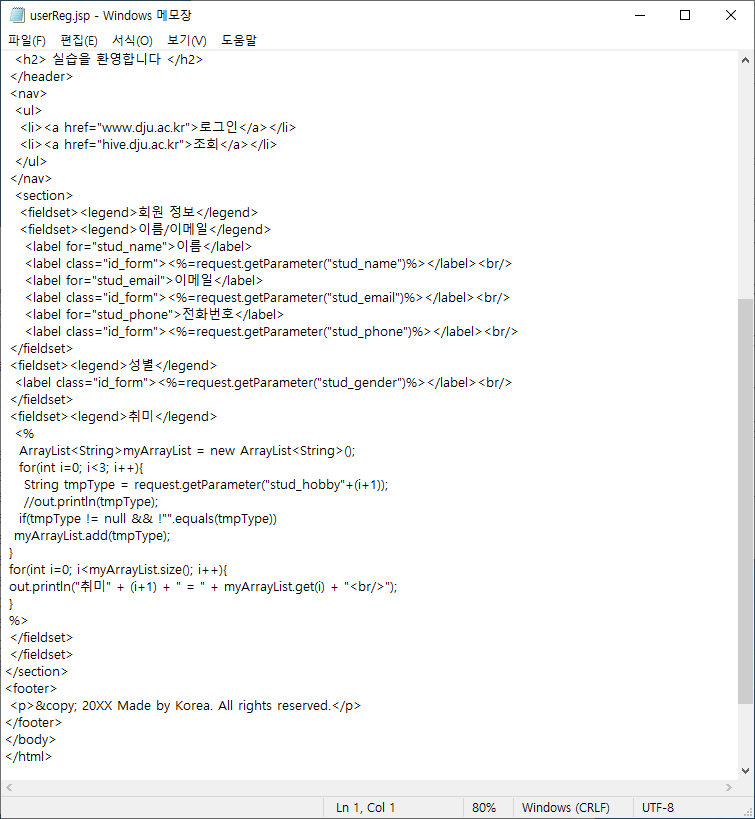 userReg.jsp - Windows 메모장
파일(F) 편집(E) 서식(O) 보기(V) 도움말
<h2> 실습을 환영합니다 </h2>
</header>
<nav>
<ul>
<li><a href="www.dju.ac.kr">로그인</a></li>
<li><a href="hive.dju.ac.kr">조회</a></li>
</ul>
</nav>
<section>
<fieldset><legend>회원 정보</legend>
<fieldset><legend>이름/이메일</legend>
<label for="stud_name">이름</label>
<label class="id_form"><%=request.getParameter("stud_name")%></label><br/>
<label for="stud_email">이메일</label>
<label class="id_form"><%=request.getParameter("stud_email")%></label><br/>
<label for="stud_phone">전화번호</label>
<label class="id_form"><%=request.getParameter("stud_phone")%></label><br/>
</fieldset>
<fieldset><legend>성별</legend>
<label class="id_form"><%=request.getParameter("stud_gender")%></label><br/>
</fieldset>
<fieldset><legend>취미</legend>
<%
ArrayList<String>myArrayList = new ArrayList<String>();
for(int i=0; i<3; i++){
String tmpType = request.getParameter("stud_hobby"+(i+1));
//out.println(tmpType);
if(tmpType != null && !"".equals(tmpType))
myArrayList.add(tmpType);
}
for(int i=0; i<myArrayList.size(); i++){
out.println("취미" + (i+1) + " = " + myArrayList.get(i) + "<br/>");
}
%>
</fieldset>
</fieldset>
</section>
<footer>
<p>&copy; 20XX Made by Korea. All rights reserved.</p>
</footer>
</body>
</html>
Ln 1, Col 1 80% Windows (CRLF) UTF-8